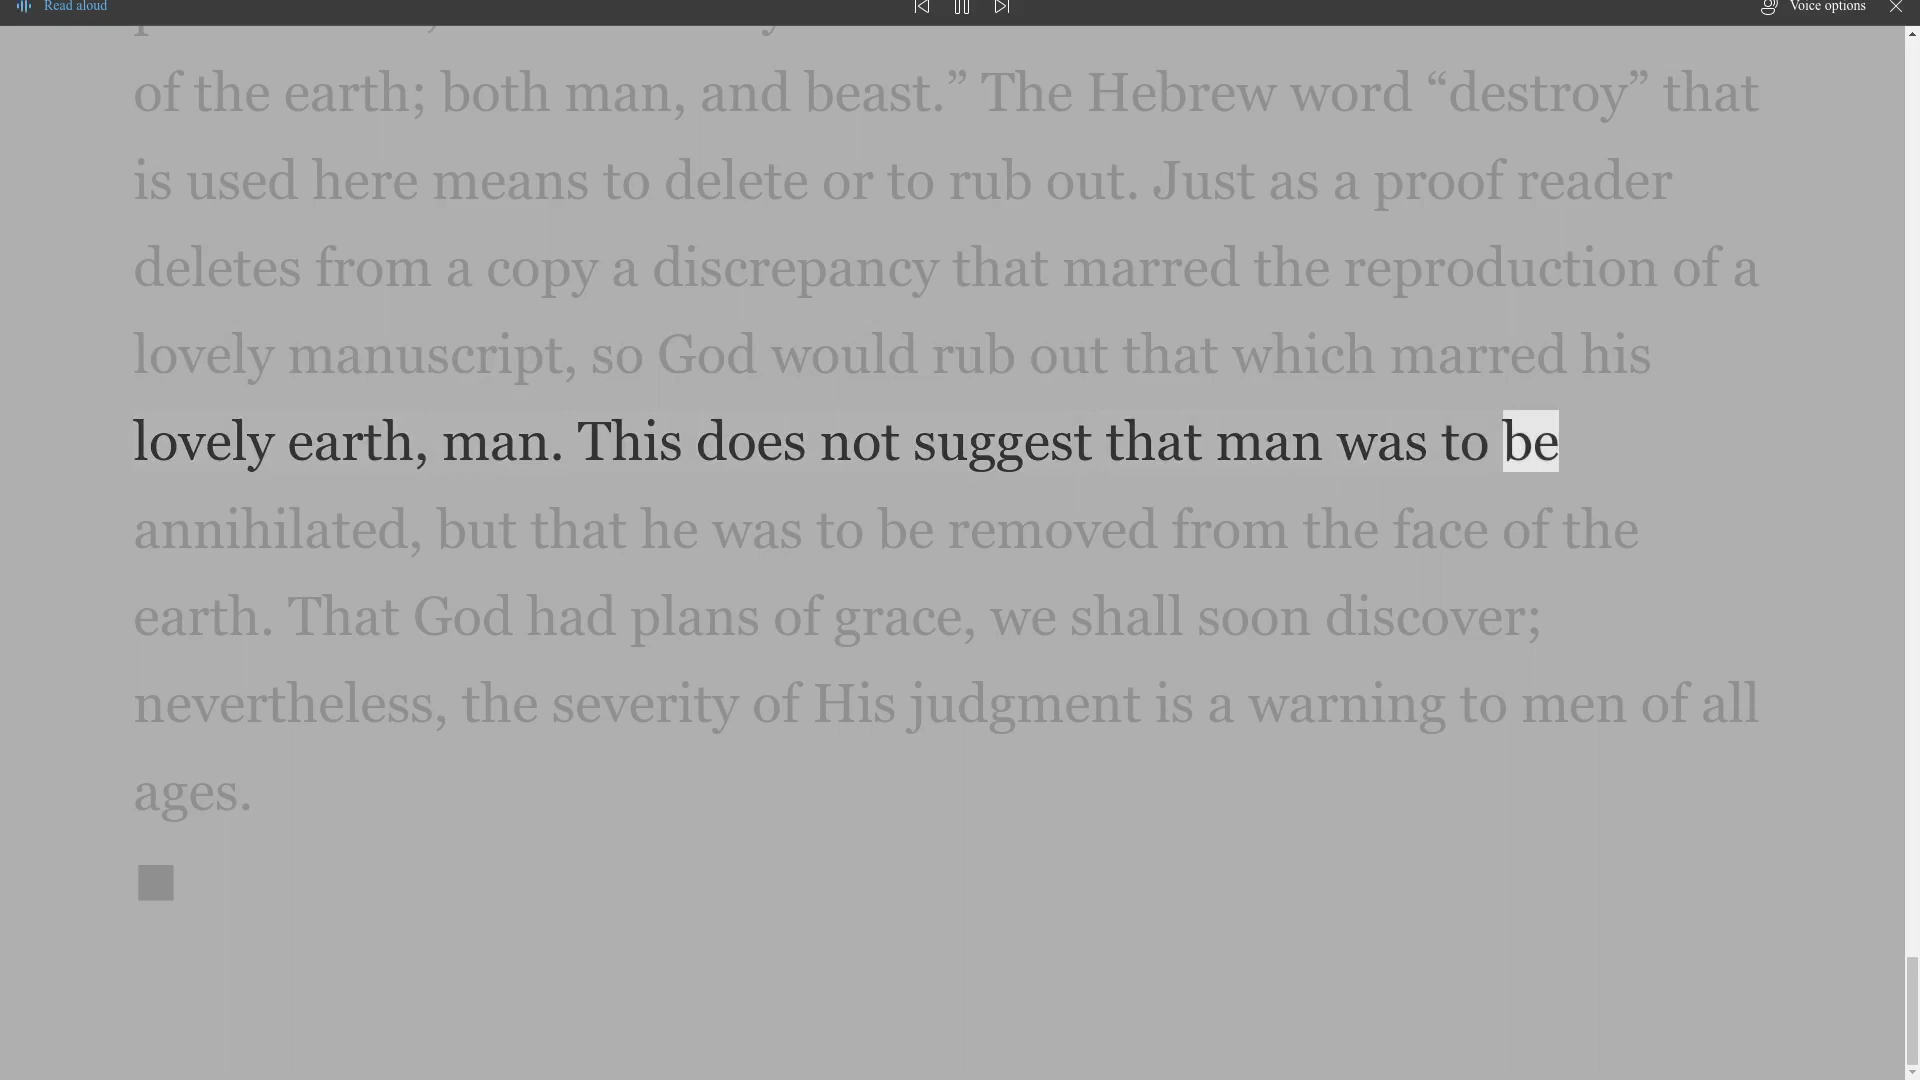 Read aloud
Voice options
of the earth; both man, and beast.” The Hebrew word “destroy” that
is used here means to delete or to rub out. Just as a proof reader
deletes from a copy a discrepancy that marred the reproduction of a
lovely manuscript, so God would rub out that which marred his
lovely earth, man. This does not suggest that man was to be
annihilated, but that he was to be removed from the face of the
earth. That God had plans of grace, we shall soon discover;
nevertheless, the severity of His judgment is a warning to men of all
ages.